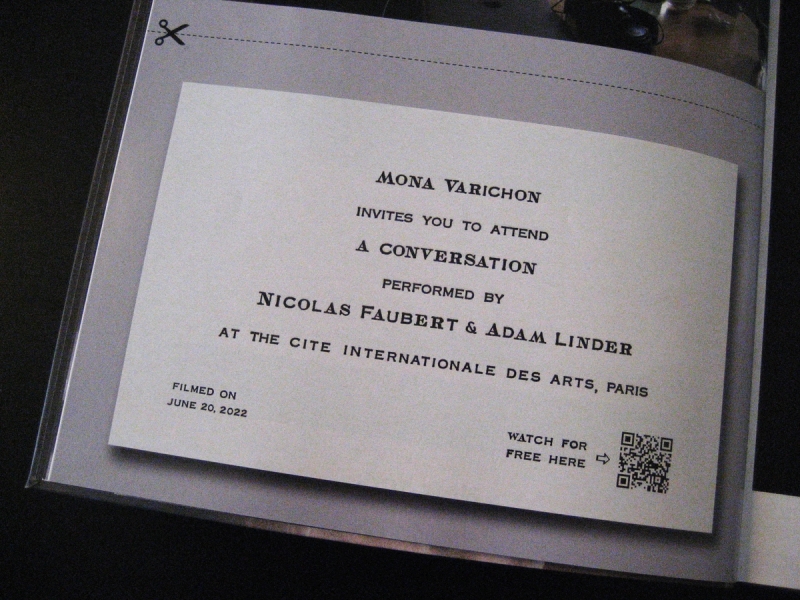 MONA VARICHON
INVITES YOU TO ATTEND
A CONVERSATION
PERFORMED BY
NICOLAS FAUBERT & ADAM LINDER
AT THE CITE INTERNATIONALE DES ARTS, PARIS
FILMED ON
JUNE 20, 2022
WATCH FOR
FREE HERE ⇨